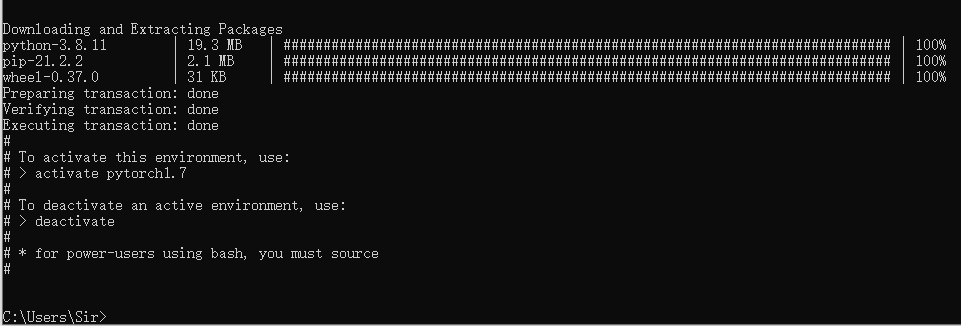 Downloading and Extracting Packages
python-3.8.11        | 19.3 MB   | ############################################################################ | 100%
pip-21.2.2           | 2.1 MB    | ############################################################################ | 100%
wheel-0.37.0         | 31 KB     | ############################################################################ | 100%
Preparing transaction: done
Verifying transaction: done
Executing transaction: done
#
# To activate this environment, use:
# > activate pytorch1.7
#
# To deactivate an active environment, use:
# > deactivate
#
# * for power-users using bash, you must source
#
C:\Users\Sir>